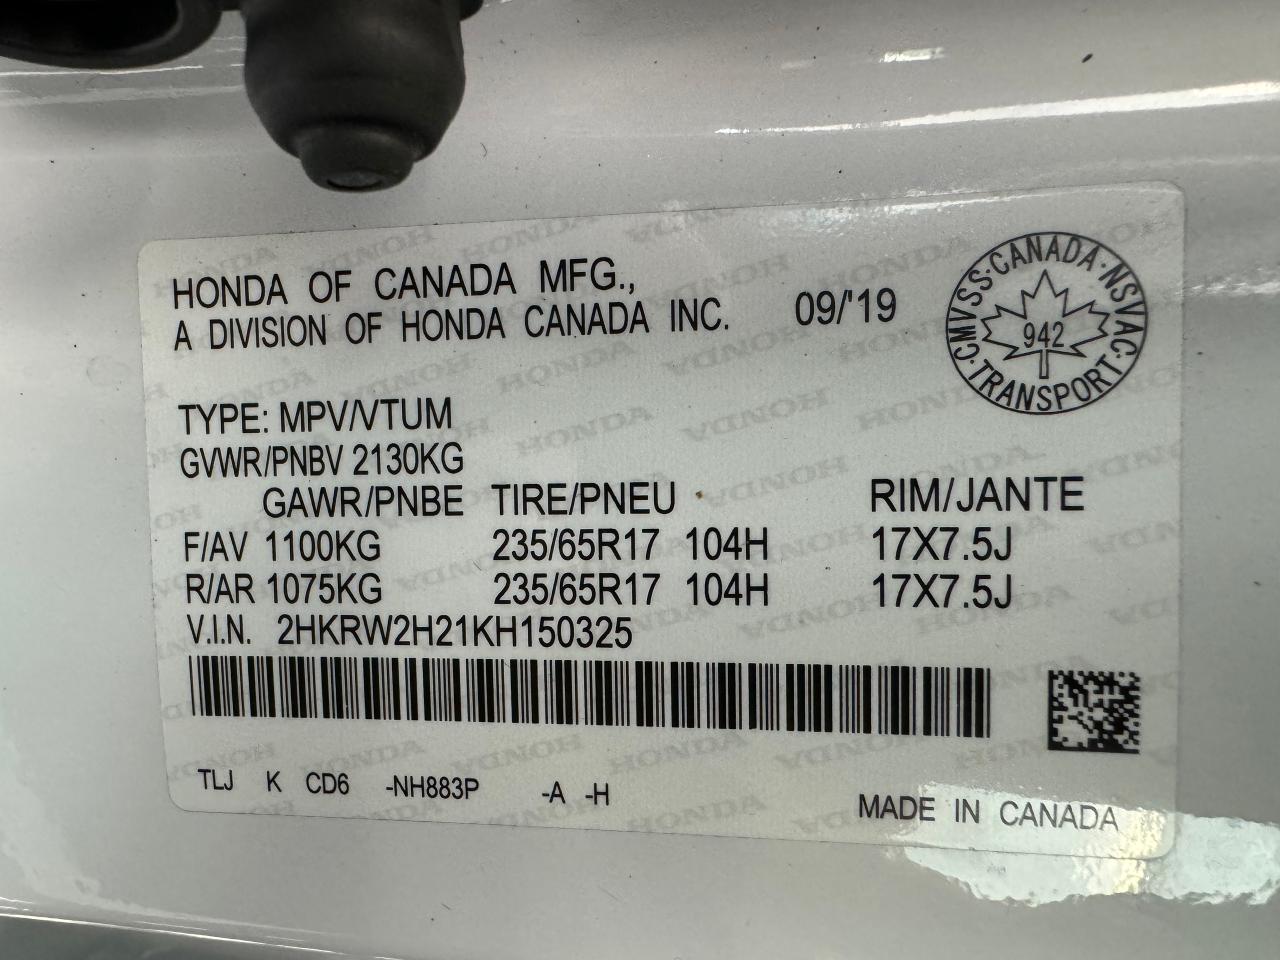 HONDA OF CANADA MFG.,
A DIVISION OF HONDA CANADA INC. 09/'19
CMVSS · CANADA · NSVAC · TRANSPORT ·
942
TYPE: MPV/VTUM
GVWR/PNBV 2130KG
GAWR/PNBE TIRE/PNEU RIM/JANTE
F/AV 1100KG 235/65R17 104H 17X7.5J
R/AR 1075KG 235/65R17 104H 17X7.5J
V.I.N. 2HKRW2H21KH150325
TLJ K CD6 -NH883P -A -H
MADE IN CANADA